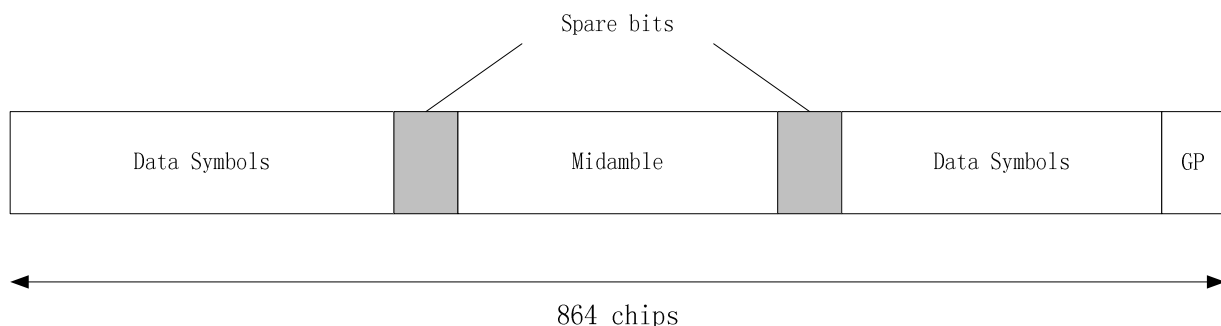 Spare bits
Data Symbols
Midamble
Data Symbols
GP
864 chips